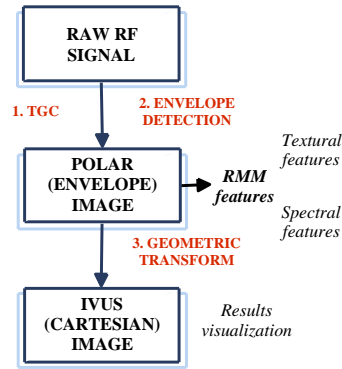 RAW RF
SIGNAL
1. TGC
2. ENVELOPE
DETECTION
POLAR
(ENVELOPE)
IMAGE
RMM
features
Textural
features
Spectral
features
3. GEOMETRIC
TRANSFORM
IVUS
(CARTESIAN)
IMAGE
Results
visualization